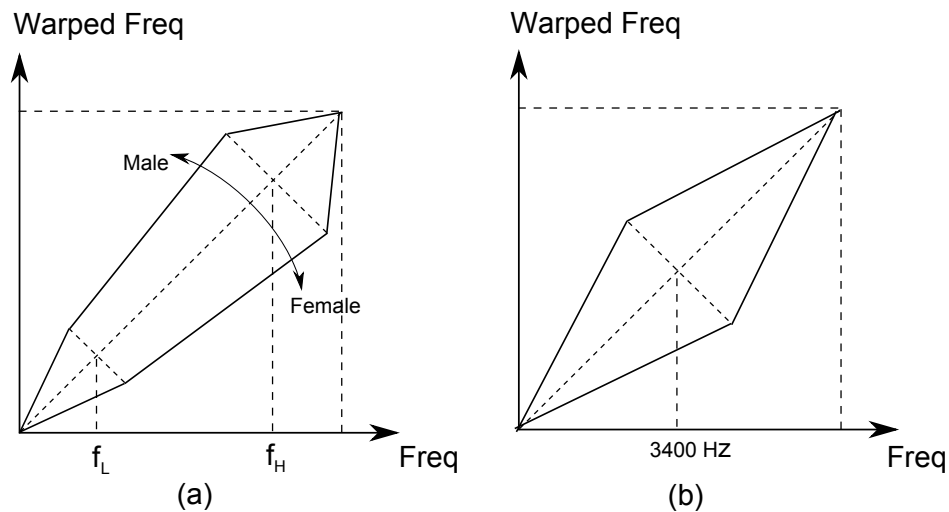 Warped Freq
Male
Female
f_L
f_H
Freq
(a)
Warped Freq
3400 Hz
Freq
(b)